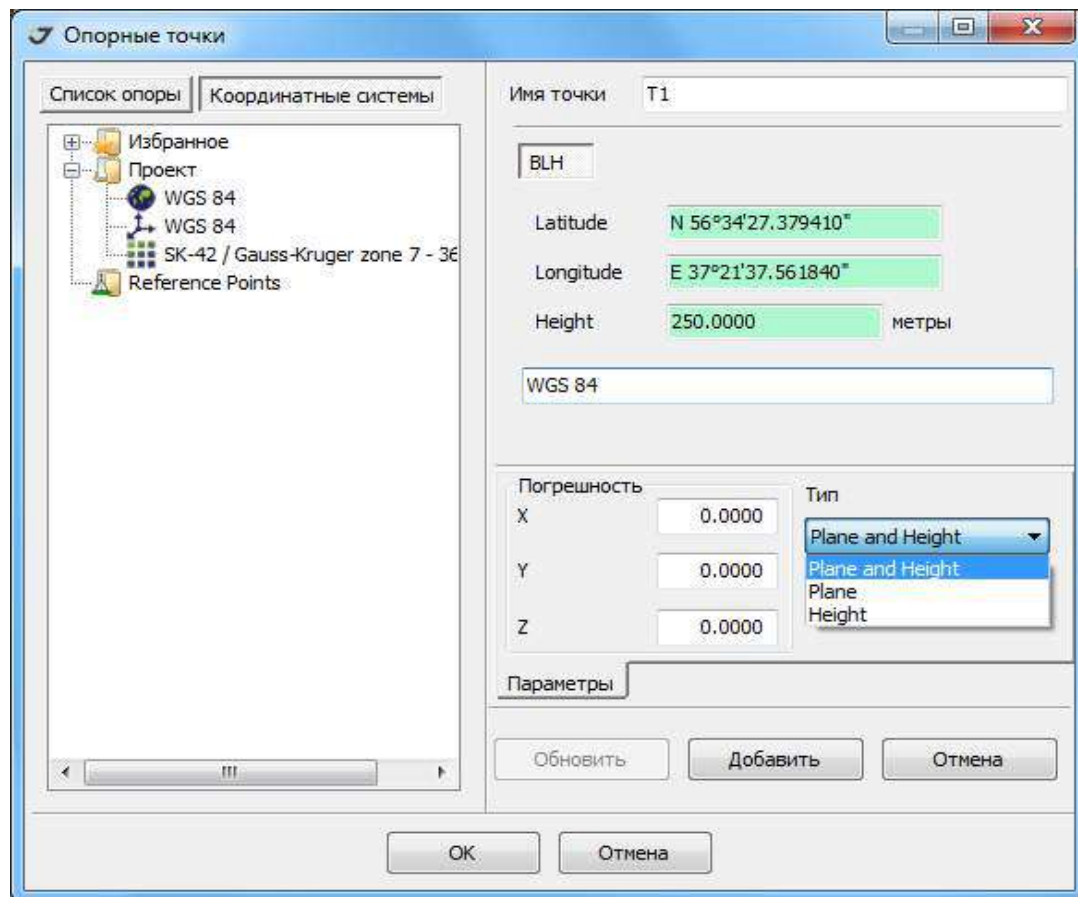 Опорные точки
Список опоры
Координатные системы
Избранное
Проект
WGS 84
WGS 84
SK-42 / Gauss-Kruger zone 7 - 36
Reference Points
Имя точки
T1
BLH
Latitude
N 56°34'27.379410"
Longitude
E 37°21'37.561840"
Height
250.0000
метры
WGS 84
Погрешность
X
0.0000
Y
0.0000
Z
0.0000
Тип
Plane and Height
Plane and Height
Plane
Height
Параметры
Обновить
Добавить
Отмена
OK
Отмена